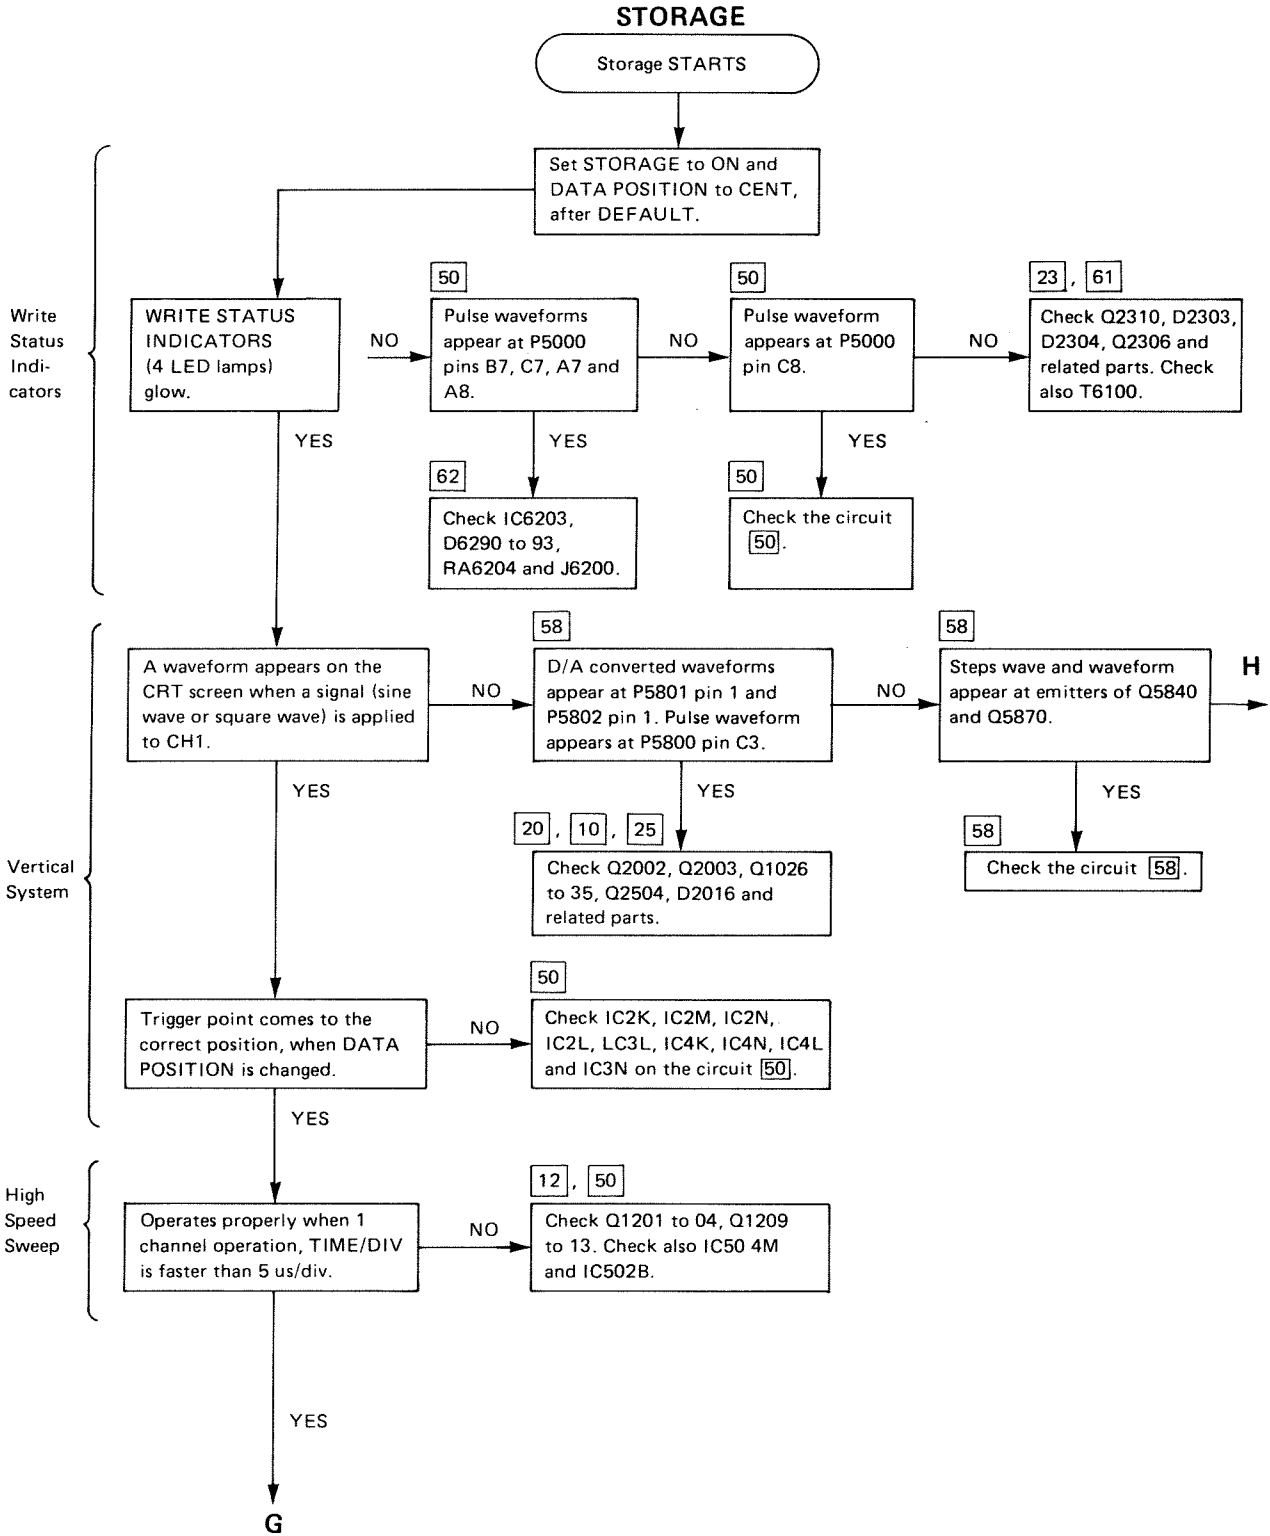 STORAGE
Storage STARTS
Set STORAGE to ON and
DATA POSITION to CENT,
after DEFAULT.
Write
Status
Indi-
cators
WRITE STATUS
INDICATORS
(4 LED lamps)
glow.
NO
YES
50
Pulse waveforms
appear at P5000
pins B7, C7, A7 and
A8.
NO
YES
62
Check IC6203,
D6290 to 93,
RA6204 and J6200.
50
Pulse waveform
appears at P5000
pin C8.
NO
YES
50
Check the circuit
50.
23, 61
Check Q2310, D2303,
D2304, Q2306 and
related parts. Check
also T6100.
Vertical
System
A waveform appears on the
CRT screen when a signal (sine
wave or square wave) is applied
to CH1.
NO
YES
58
D/A converted waveforms
appear at P5801 pin 1 and
P5802 pin 1. Pulse waveform
appears at P5800 pin C3.
NO
YES
20, 10, 25
Check Q2002, Q2003, Q1026
to 35, Q2504, D2016 and
related parts.
58
Steps wave and waveform
appear at emitters of Q5840
and Q5870.
H
YES
58
Check the circuit 58.
Trigger point comes to the
correct position, when DATA
POSITION is changed.
NO
YES
50
Check IC2K, IC2M, IC2N,
IC2L, LC3L, IC4K, IC4N, IC4L
and IC3N on the circuit 50.
High
Speed
Sweep
Operates properly when 1
channel operation, TIME/DIV
is faster than 5 us/div.
NO
12, 50
Check Q1201 to 04, Q1209
to 13. Check also IC50 4M
and IC502B.
YES
G